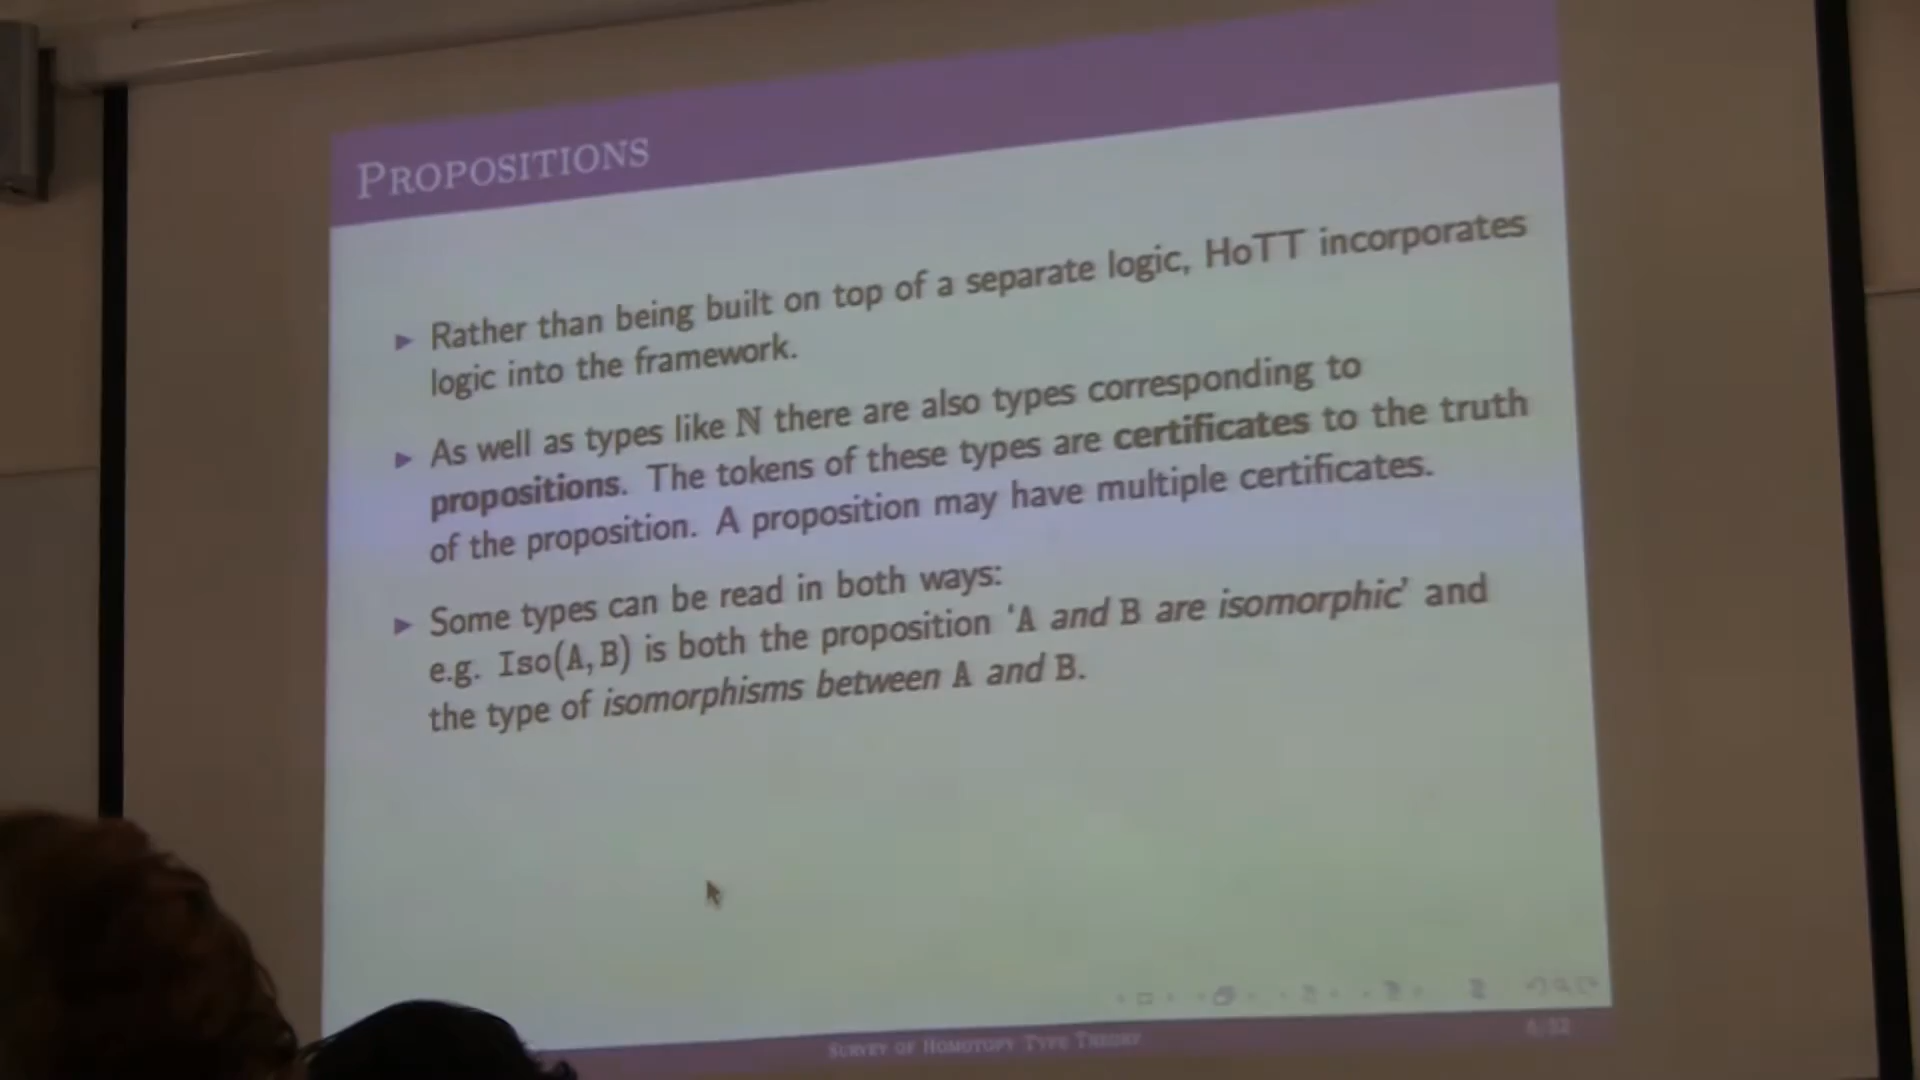 PROPOSITIONS
▶ Rather than being built on top of a separate logic, HoTT incorporates
logic into the framework.
▶ As well as types like ℕ there are also types corresponding to
propositions. The tokens of these types are certificates to the truth
of the proposition. A proposition may have multiple certificates.
▶ Some types can be read in both ways:
e.g. Iso(A,B) is both the proposition ‘A and B are isomorphic’ and
the type of isomorphisms between A and B.
SURVEY OF HOMOTOPY TYPE THEORY